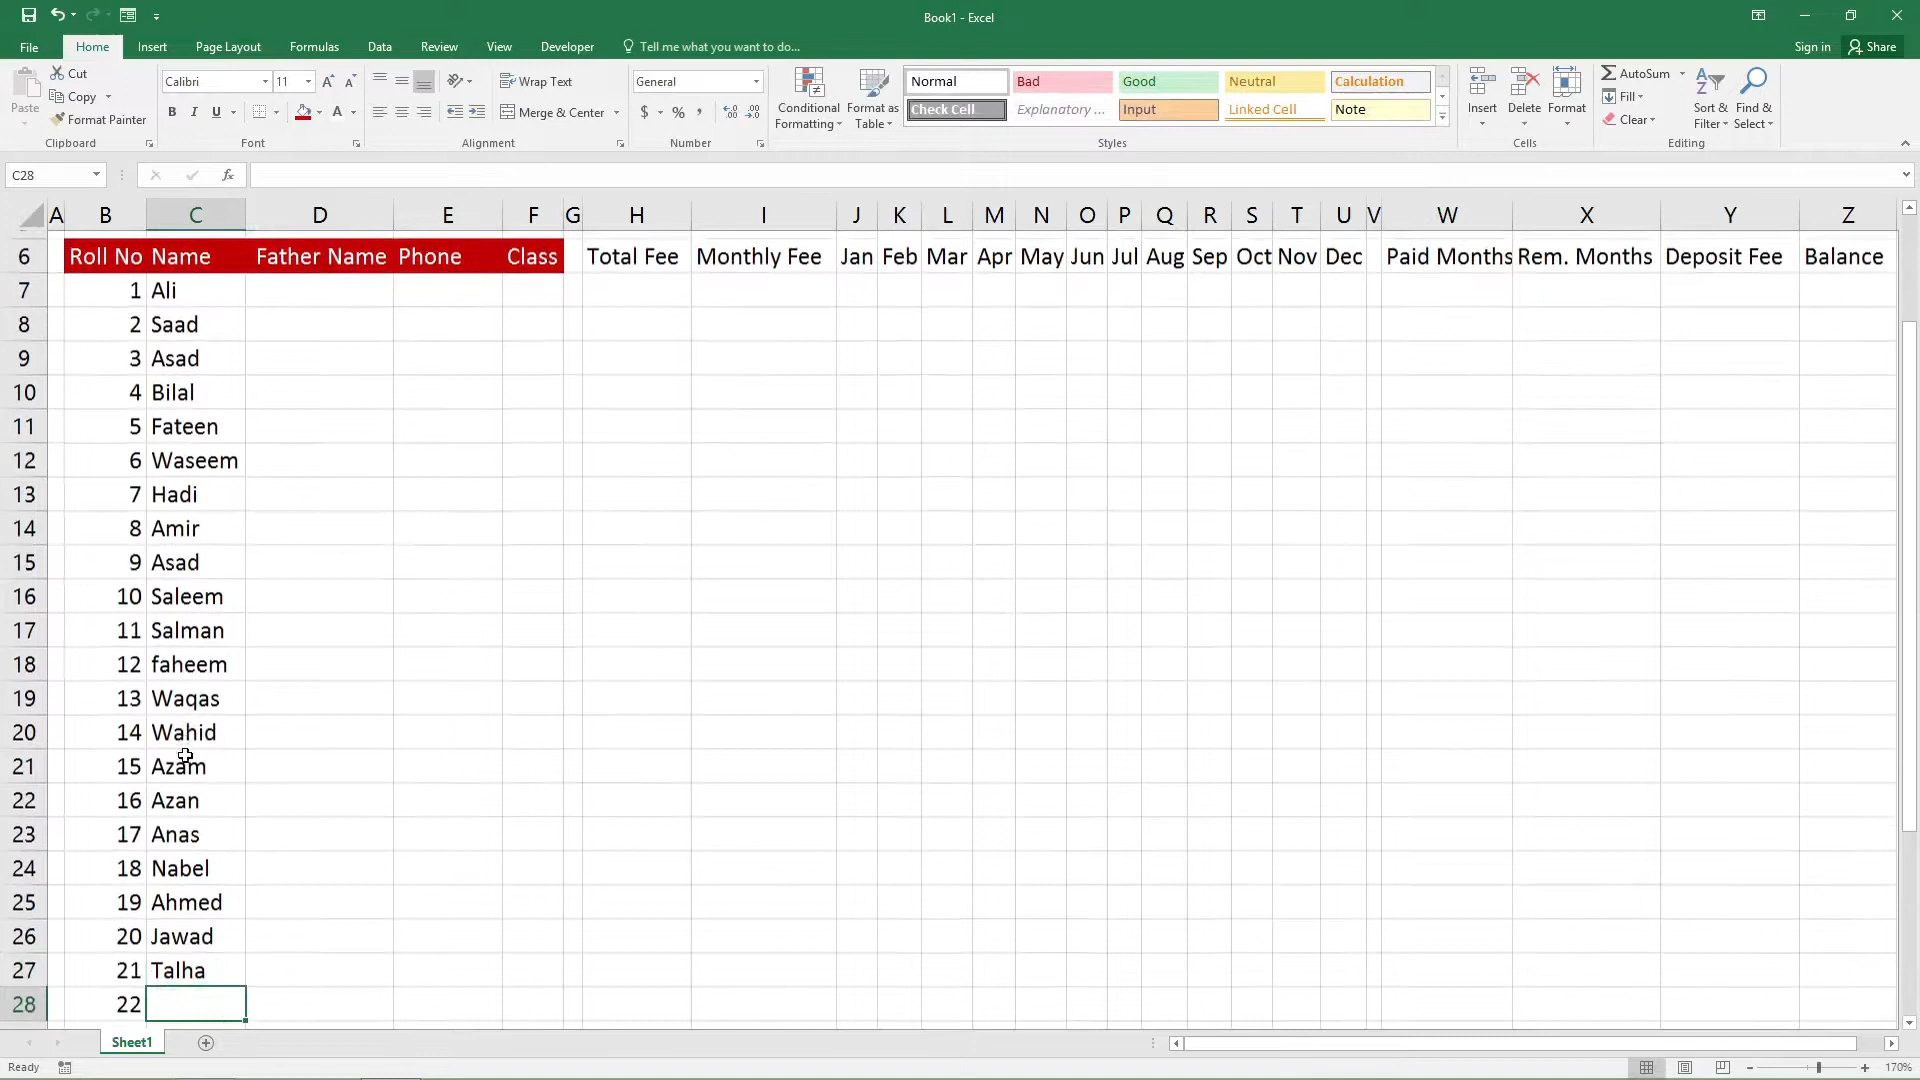 Book1 - Excel
File Home Insert Page Layout Formulas Data Review View Developer Tell me what you want to do... Sign in Share
Paste
Cut
Copy
Format Painter
Calibri 11
B I U
Wrap Text
Merge & Center
General
$ %
Conditional Formatting
Format as Table
Normal Bad Good Neutral Calculation
Check Cell Explanatory ... Input Linked Cell Note
Insert Delete Format
AutoSum
Fill
Clear
Sort & Filter
Find & Select
Clipboard Font Alignment Number Styles Cells Editing
C28 fx
A B C D E F G H I J K L M N O P Q R S T U V W X Y Z
6 Roll No Name Father Name Phone Class Total Fee Monthly Fee Jan Feb Mar Apr May Jun Jul Aug Sep Oct Nov Dec Paid Months Rem. Months Deposit Fee Balance
7 1 Ali
8 2 Saad
9 3 Asad
10 4 Bilal
11 5 Fateen
12 6 Waseem
13 7 Hadi
14 8 Amir
15 9 Asad
16 10 Saleem
17 11 Salman
18 12 faheem
19 13 Waqas
20 14 Wahid
21 15 Azam
22 16 Azan
23 17 Anas
24 18 Nabel
25 19 Ahmed
26 20 Jawad
27 21 Talha
28 22
Sheet1
Ready 170%